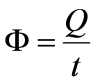 Φ = Q/t